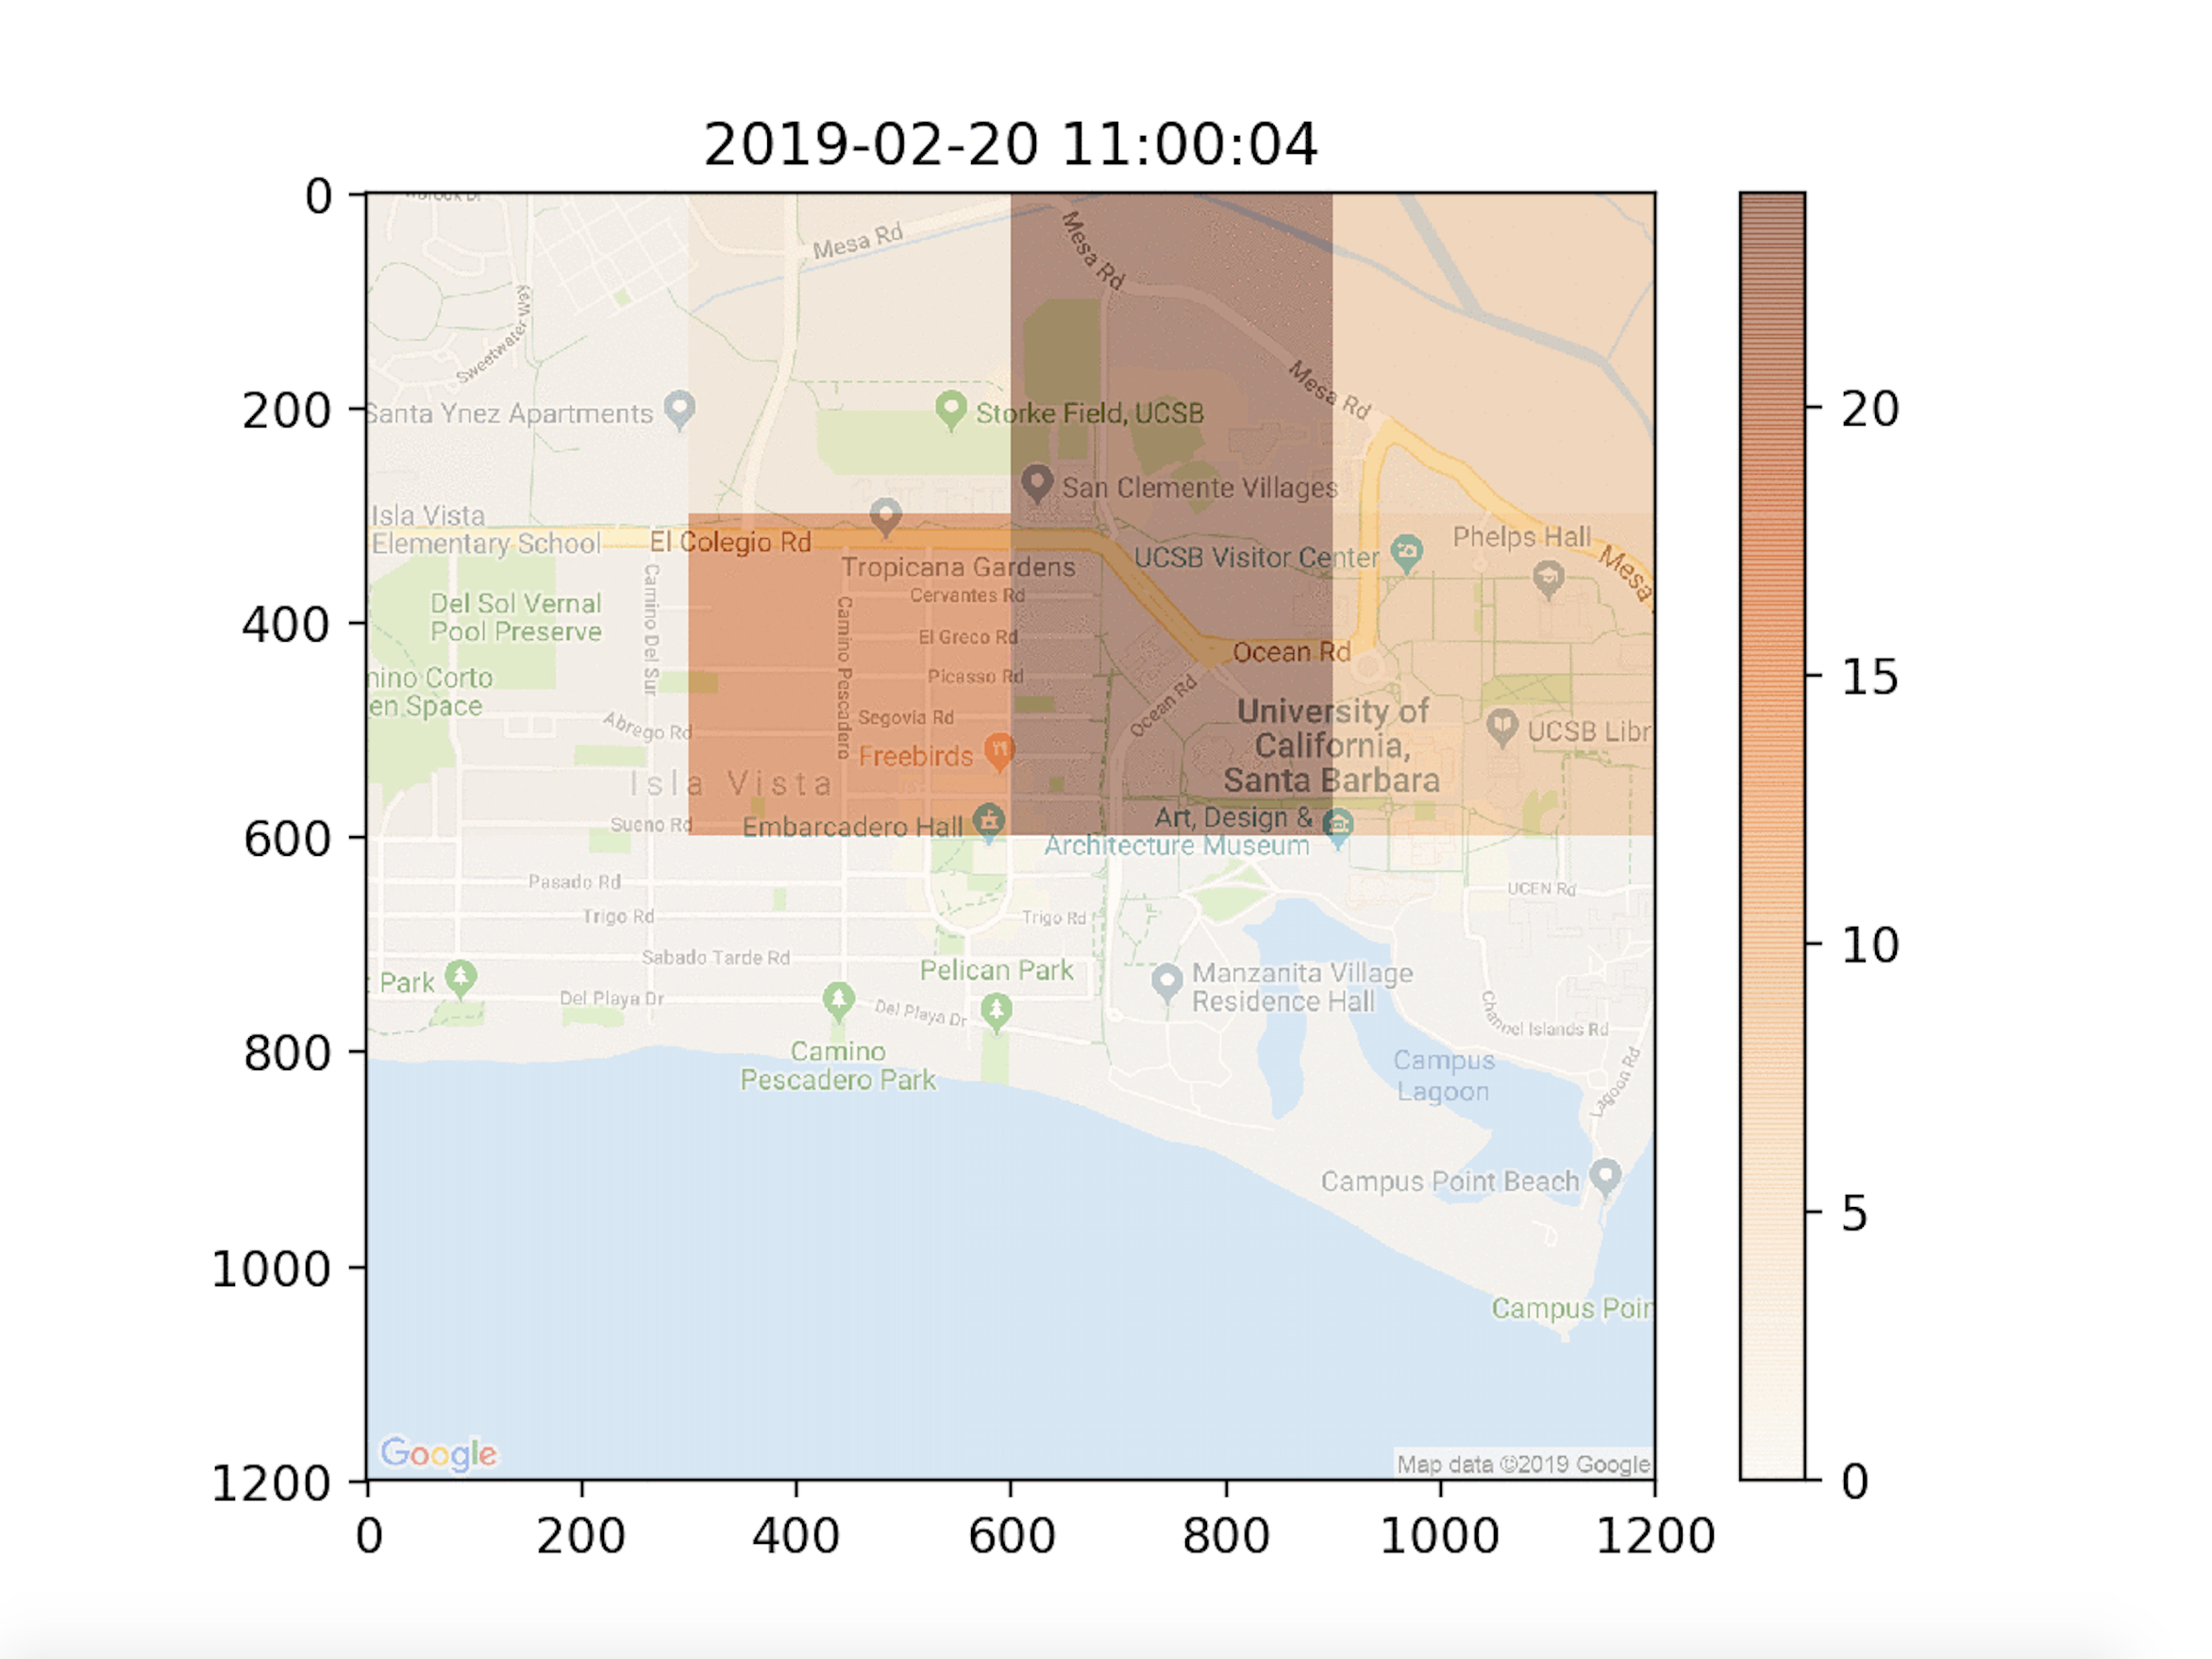 2019-02-20 11:00:04
0
200
400
600
800
1000
1200
0
200
400
600
800
1000
1200
20
15
10
5
0
Mesa Rd
Mesa Rd
Mesa Rd
Mesa
Sweetwater Way
Santa Ynez Apartments
Storke Field, UCSB
San Clemente Villages
Isla Vista
Elementary School
El Colegio Rd
Tropicana Gardens
UCSB Visitor Center
Phelps Hall
Cervantes Rd
El Greco Rd
Picasso Rd
Segovia Rd
Camino Del Sur
Camino Pescadero
Del Sol Vernal
Pool Preserve
nino Corto
en Space
Abrego Rd
Ocean Rd
Ocean Rd
University of
California,
Santa Barbara
UCSB Libr
Freebirds
Isla Vista
Sueno Rd
Embarcadero Hall
Art, Design &
Architecture Museum
Pasado Rd
Trigo Rd
Trigo Rd
UCEN Rd
Sabado Tarde Rd
Pelican Park
Park
Del Playa Dr
Del Playa Dr
Manzanita Village
Residence Hall
Channel Islands Rd
Camino
Pescadero Park
Campus
Lagoon
Lagoon Rd
Campus Point Beach
Campus Poin
Google
Map data ©2019 Google